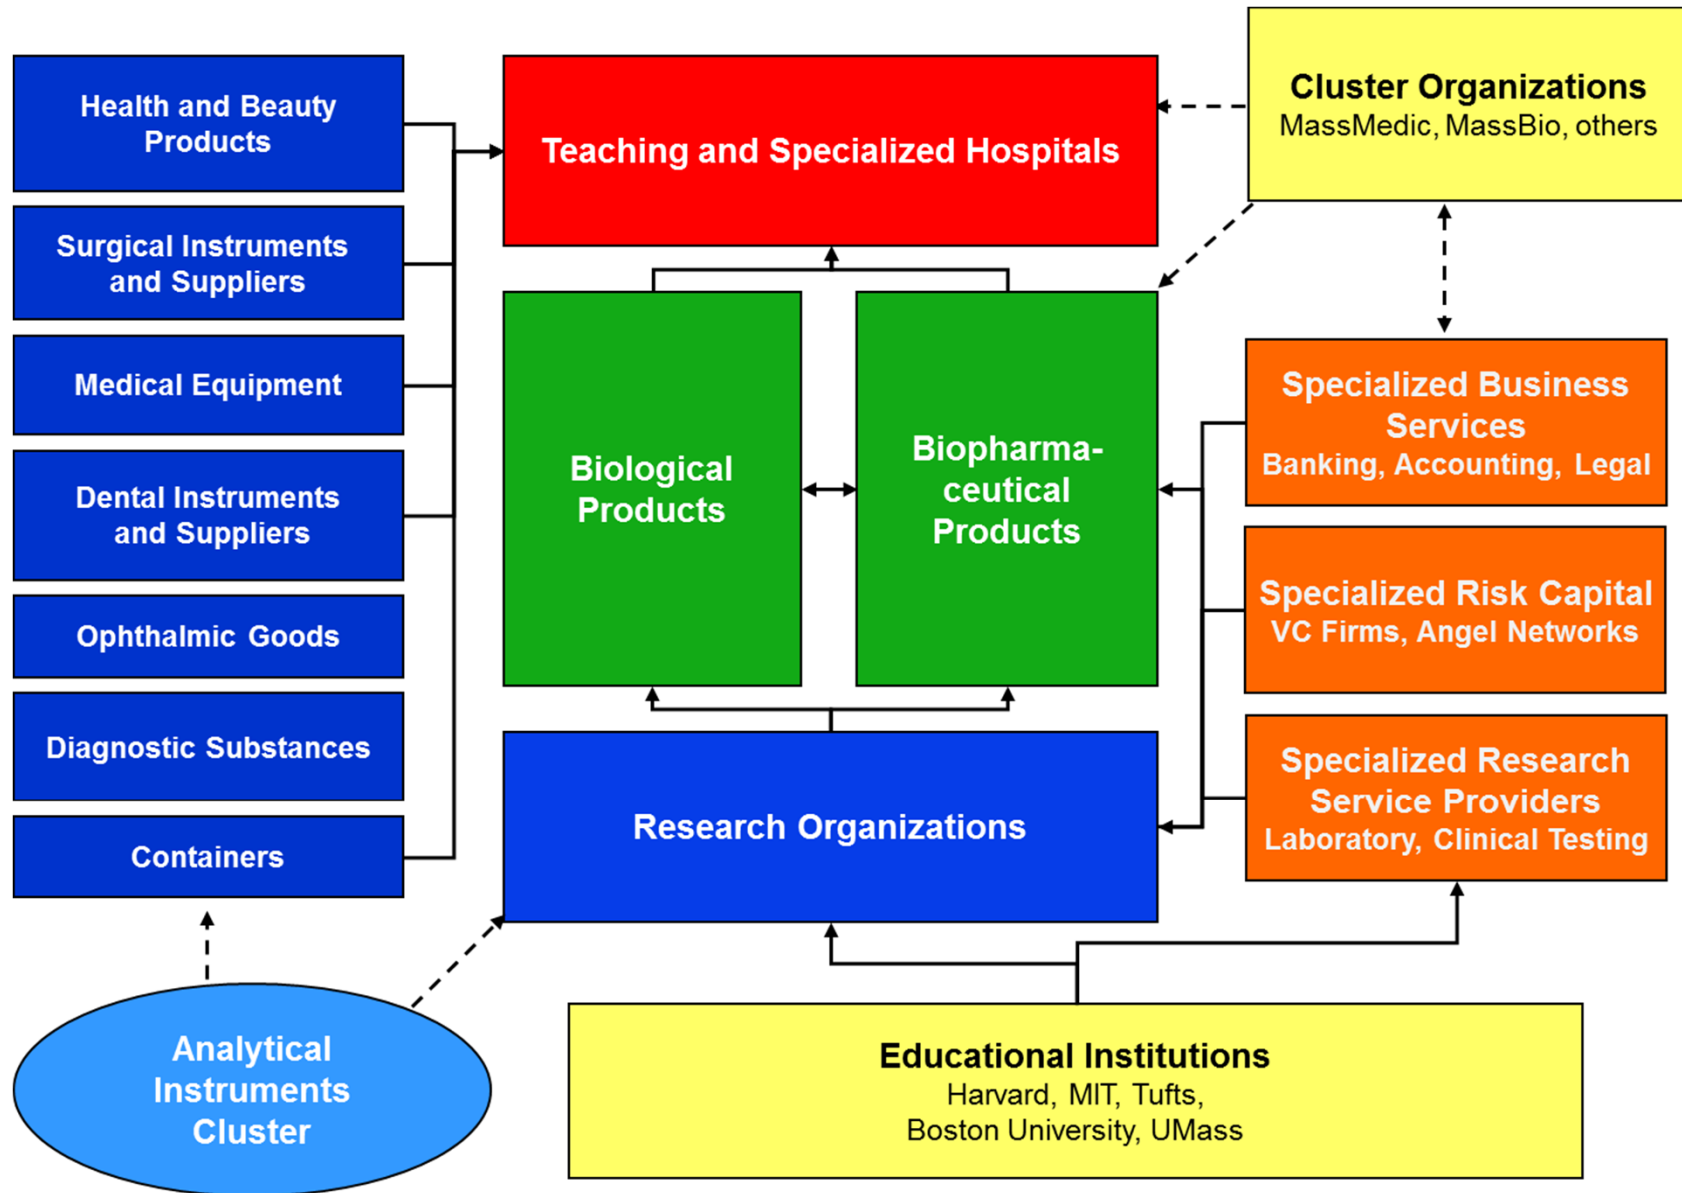 Health and Beauty
Products
Surgical Instruments
and Suppliers
Medical Equipment
Dental Instruments
and Suppliers
Ophthalmic Goods
Diagnostic Substances
Containers
Analytical
Instruments
Cluster
Teaching and Specialized Hospitals
Biological
Products
Biopharma-
ceutical
Products
Research Organizations
Educational Institutions
Harvard, MIT, Tufts,
Boston University, UMass
Cluster Organizations
MassMedic, MassBio, others
Specialized Business
Services
Banking, Accounting, Legal
Specialized Risk Capital
VC Firms, Angel Networks
Specialized Research
Service Providers
Laboratory, Clinical Testing